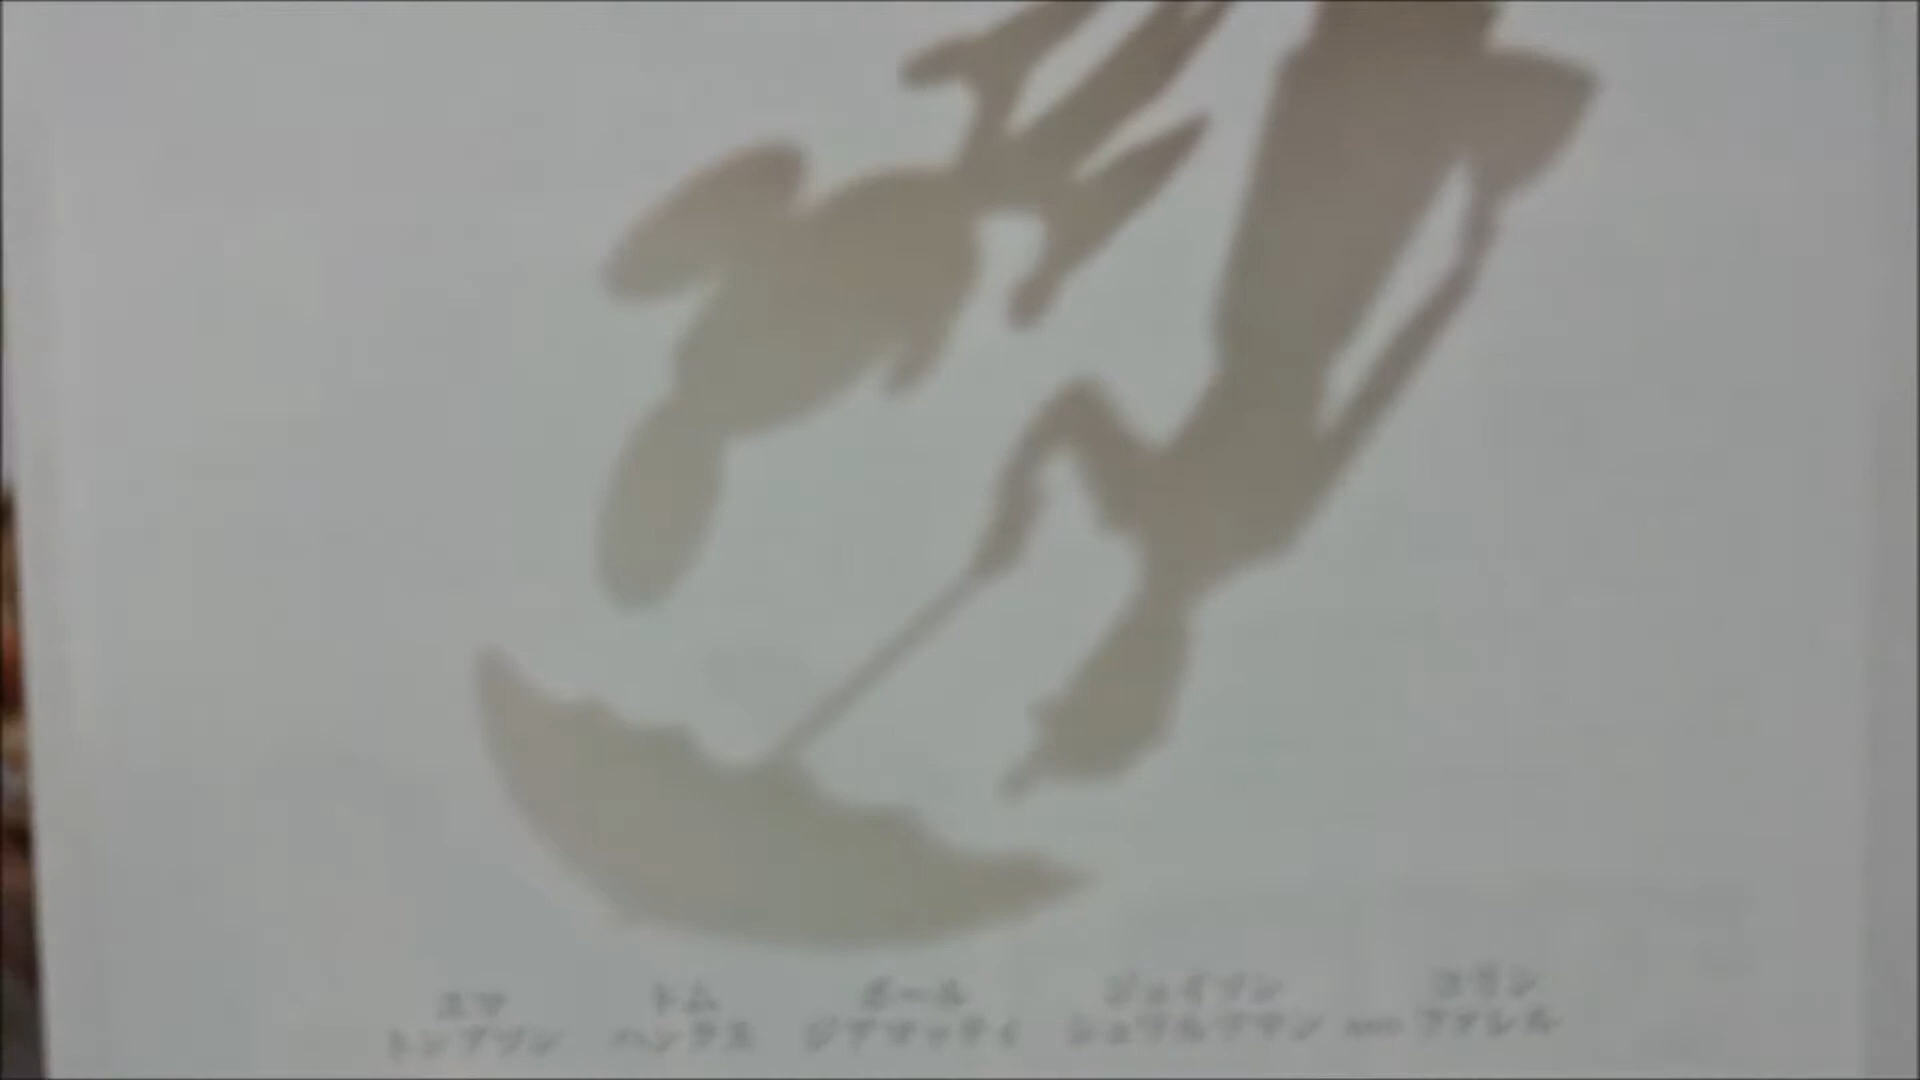 エマ トム ポール ジェイソン コリン
トンプソン ハンクス ジアマッティ シュワルツマン AND ファレル